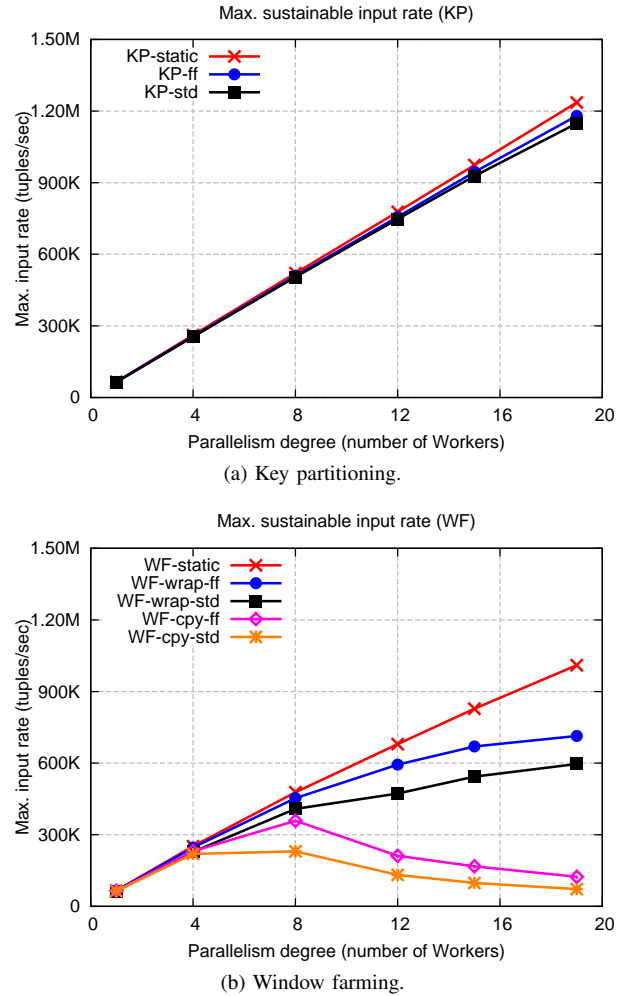 Max. sustainable input rate (KP)
1.50M
1.20M
900K
600K
300K
0
Max. input rate (tuples/sec)
KP-static
KP-ff
KP-std
0 4 8 12 16 20
Parallelism degree (number of Workers)
(a) Key partitioning.
Max. sustainable input rate (WF)
1.50M
1.20M
900K
600K
300K
0
Max. input rate (tuples/sec)
WF-static
WF-wrap-ff
WF-wrap-std
WF-cpy-ff
WF-cpy-std
0 4 8 12 16 20
Parallelism degree (number of Workers)
(b) Window farming.